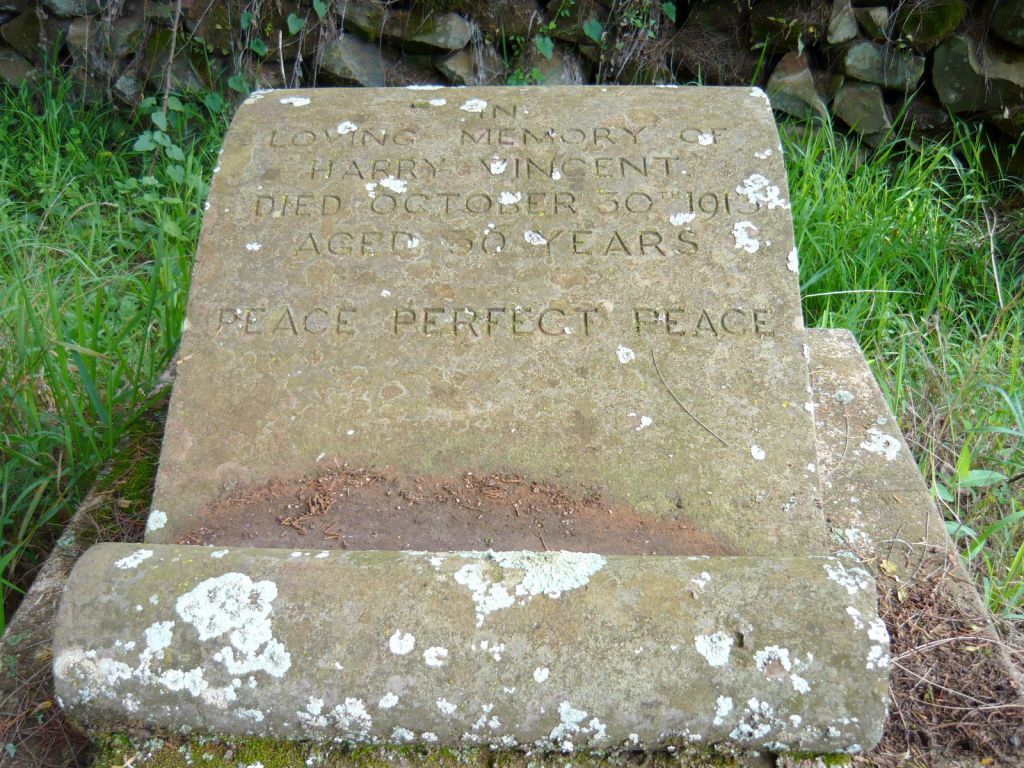 IN
LOVING MEMORY OF
HARRY VINCENT.
DIED OCTOBER 30TH
AGED YEARS
PEACE PERFECT PEACE